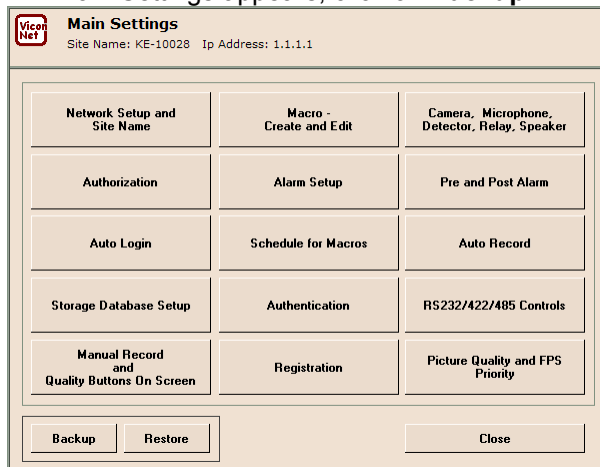 Main Settings
Site Name: KE-10028 Ip Address: 1.1.1.1
Vicon
Net
Network Setup and
Site Name
Macro -
Create and Edit
Camera, Microphone,
Detector, Relay, Speaker
Authorization
Alarm Setup
Pre and Post Alarm
Auto Login
Schedule for Macros
Auto Record
Storage Database Setup
Authentication
RS232/422/485 Controls
Manual Record
and
Quality Buttons On Screen
Registration
Picture Quality and FPS
Priority
Backup
Restore
Close